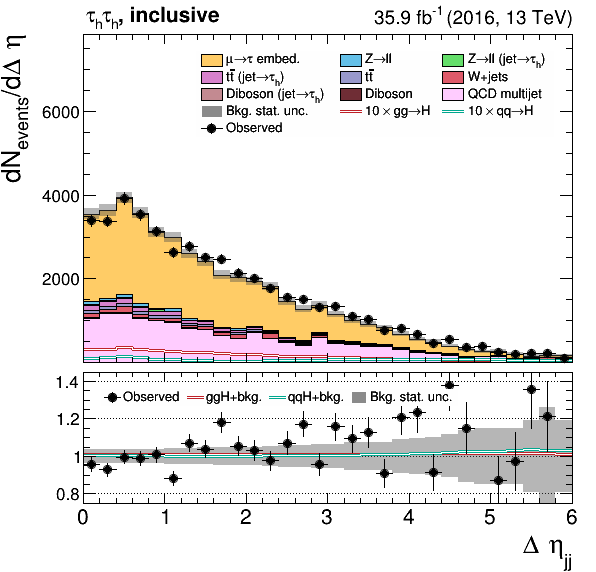 τₕτₕ, inclusive 35.9 fb⁻¹ (2016, 13 TeV)
dN_events/dΔ η
6000
4000
2000
μ→τ embed. Z→ll Z→ll (jet→τₕ)
tt̄ (jet→τₕ) tt̄ W+jets
Diboson (jet→τₕ) Diboson QCD multijet
Bkg. stat. unc. 10 × gg→H 10 × qq→H
Observed
1.4
1.2
1
0.8
Observed ggH+bkg. qqH+bkg. Bkg. stat. unc.
0 1 2 3 4 5 6
Δ η_jj